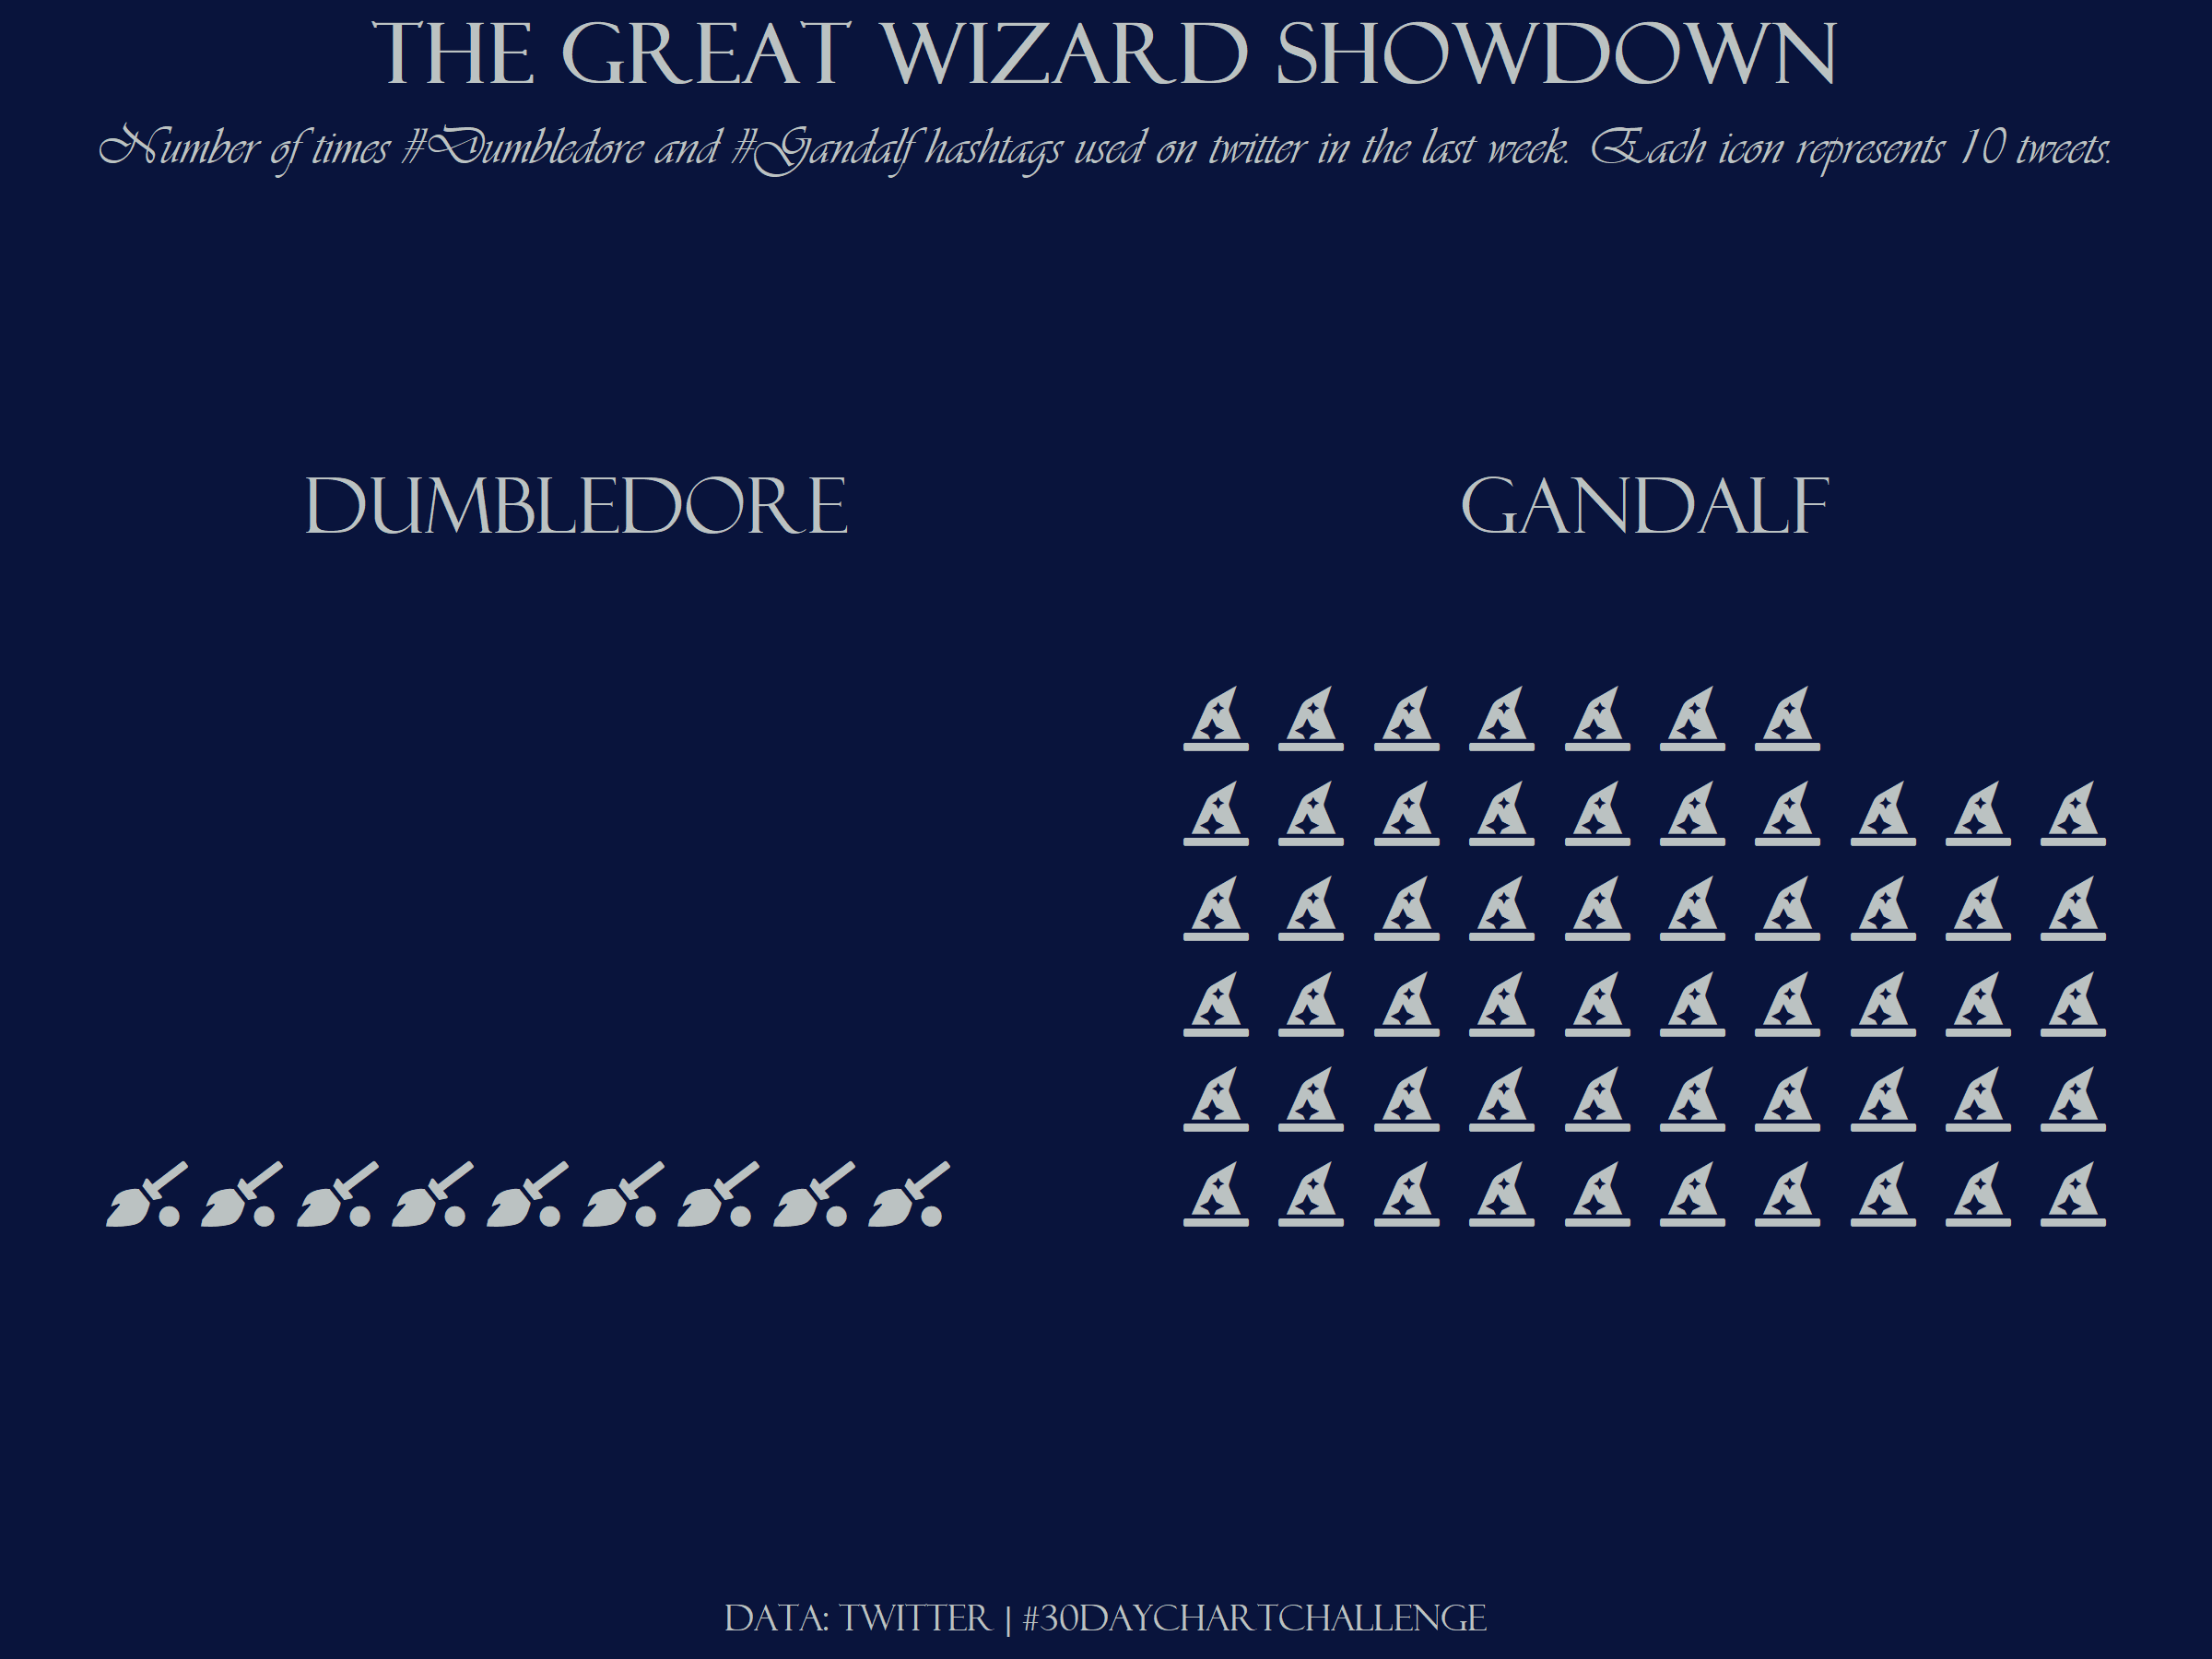 THE GREAT WIZARD SHOWDOWN
Number of times #Dumbledore and #Gandalf hashtags used on twitter in the last week. Each icon represents 10 tweets.
DUMBLEDORE
GANDALF
DATA: TWITTER | #30DAYCHARTCHALLENGE